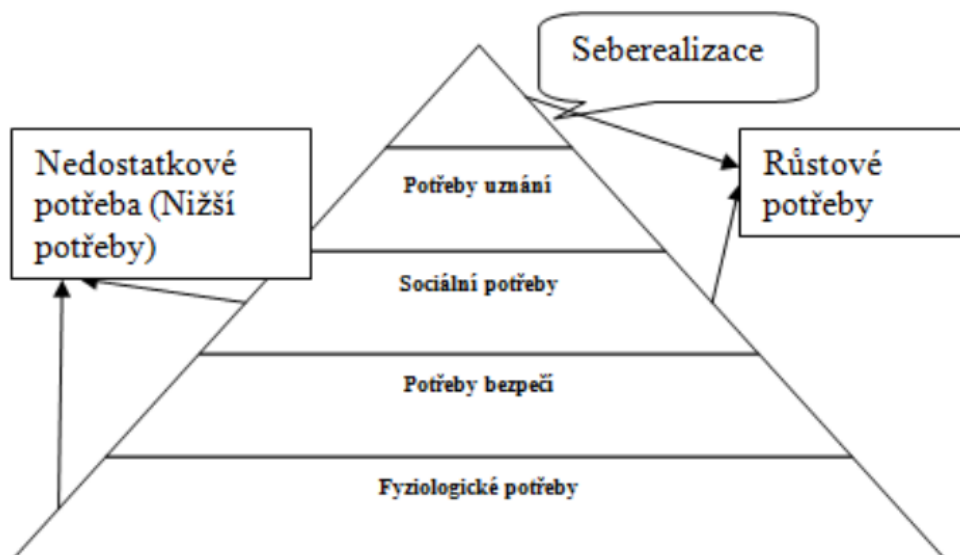 Seberealizace
Nedostatkové
potřeba (Nižší
potřeby)
Růstové
potřeby
Potřeby uznání
Sociální potřeby
Potřeby bezpečí
Fyziologické potřeby